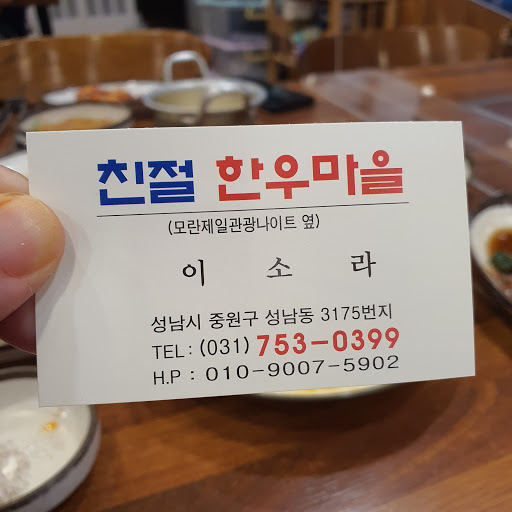 친절 한우마을
(모란제일관광나이트 옆)
이 소 라
성남시 중원구 성남동 3175번지
TEL : (031) 753-0399
H.P : 010-9007-5902